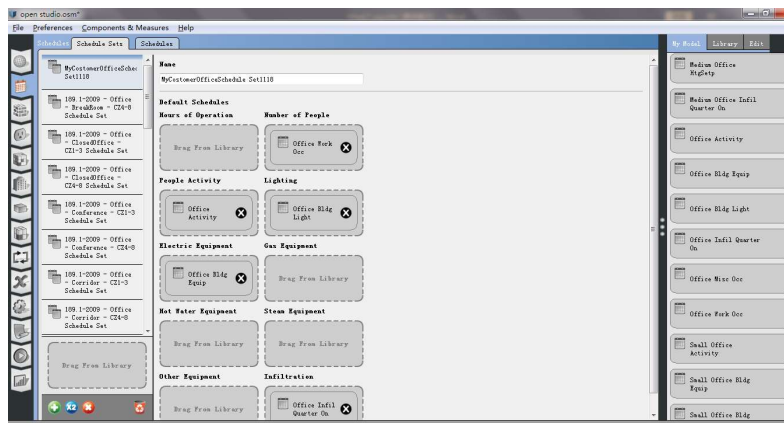 open studio.osm*
File Preferences Components & Measures Help
Schedules Schedule Sets Schedules
My Model Library Edit
MyCostomerOfficeSchec
Set1118
189.1-2009 - Office
- BreakRoom - CZ4-8
Schedule Set
189.1-2009 - Office
- ClosedOffice -
CZ1-3 Schedule Set
189.1-2009 - Office
- ClosedOffice -
CZ4-8 Schedule Set
189.1-2009 - Office
- Conference - CZ1-3
Schedule Set
189.1-2009 - Office
- Conference - CZ4-8
Schedule Set
189.1-2009 - Office
- Corridor - CZ1-3
Schedule Set
189.1-2009 - Office
- Corridor - CZ4-8
Schedule Set
Drag From Library
X2
Name
MyCostomerOfficeSchedule Set1118
Default Schedules
Hours of Operation Number of People
Drag From Library
Office Work
Occ
People Activity Lighting
Office
Activity
Office Bldg
Light
Electric Equipment Gas Equipment
Office Bldg
Equip
Drag From Library
Hot Water Equipment Steam Equipment
Drag From Library Drag From Library
Other Equipment Infiltration
Drag From Library
Office Infil
Quarter On
Medium Office
HtgSetp
Medium Office Infil
Quarter On
Office Activity
Office Bldg Equip
Office Bldg Light
Office Infil Quarter
On
Office Misc Occ
Office Work Occ
Small Office
Activity
Small Office Bldg
Equip
Small Office Bldg